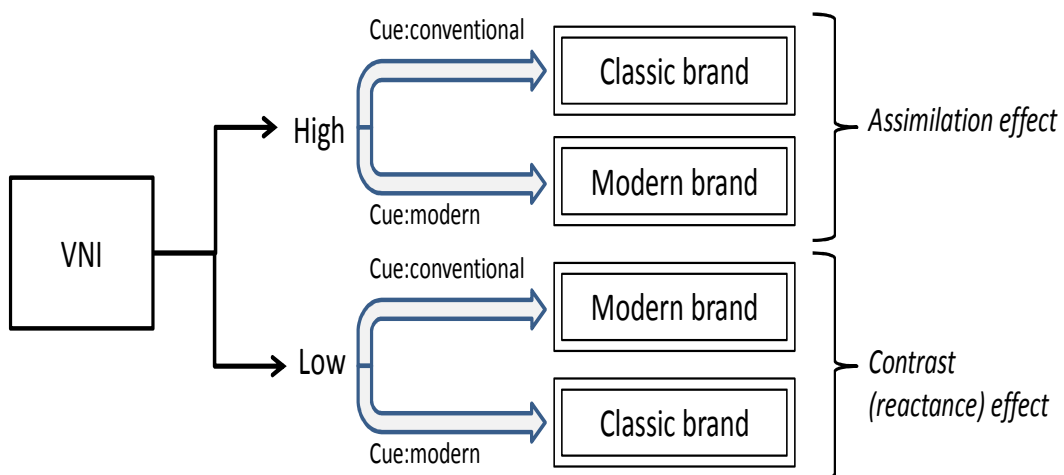 Cue:conventional
Classic brand
High
Assimilation effect
Modern brand
Cue:modern
VNI
Cue:conventional
Modern brand
Low
Contrast
(reactance) effect
Classic brand
Cue:modern